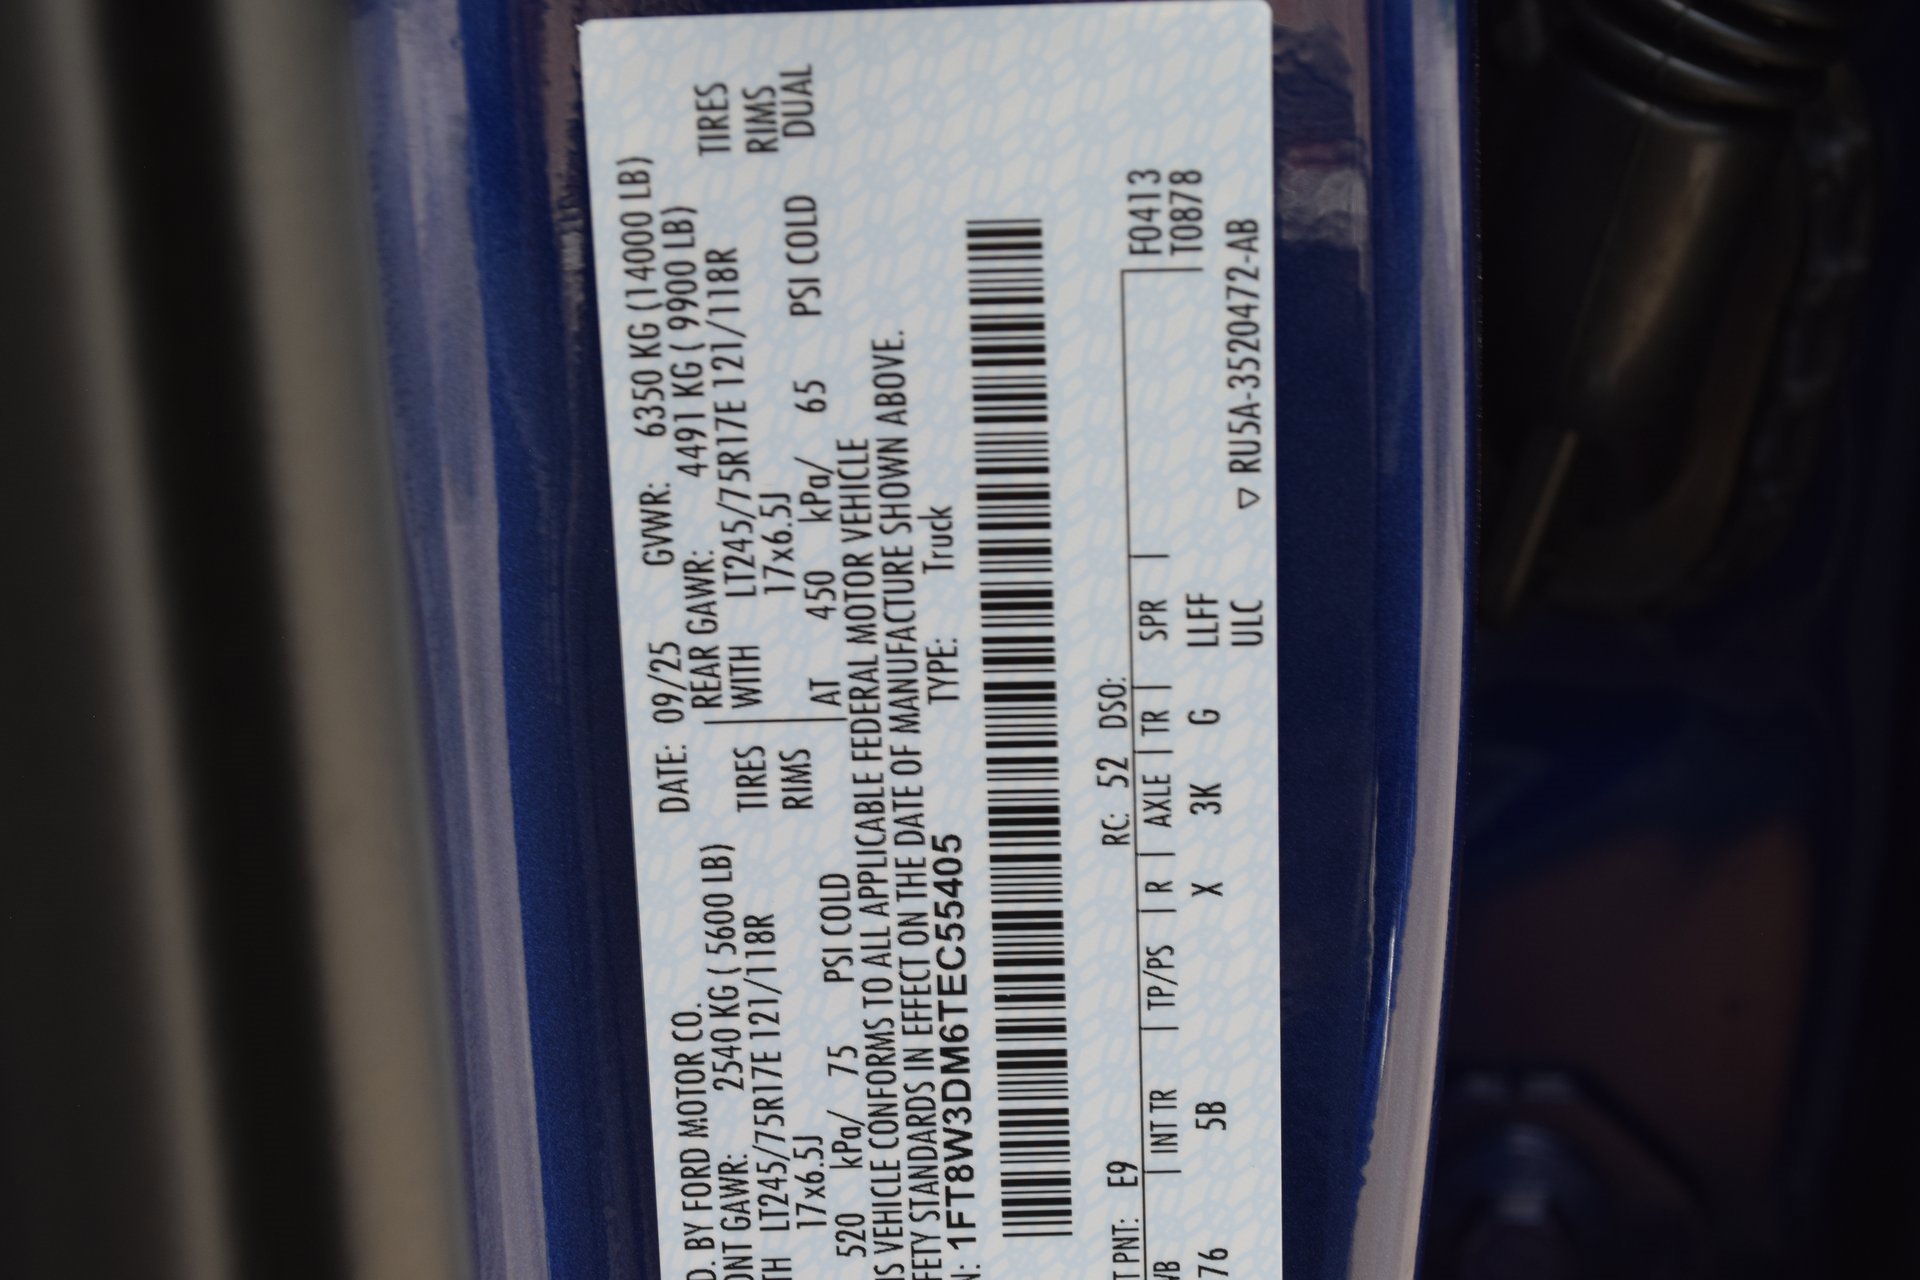 D. BY FORD MOTOR CO.
DATE: 09/25 GVWR: 6350 KG (14000 LB)
ONT GAWR: 2540 KG ( 5600 LB)
REAR GAWR: 4491 KG ( 9900 LB)
TH LT245/75R17E 121/118R TIRES
WITH LT245/75R17E 121/118R TIRES
17x6.5J RIMS
17x6.5J RIMS
520 kPa/ 75 PSI COLD
AT 450 kPa/ 65 PSI COLD DUAL
IS VEHICLE CONFORMS TO ALL APPLICABLE FEDERAL MOTOR VEHICLE
FETY STANDARDS IN EFFECT ON THE DATE OF MANUFACTURE SHOWN ABOVE.
N: 1FT8W3DM6TEC55405 TYPE: Truck
T PNT: E9 RC: 52 DSO: F0413
WB INT TR TP/PS R AXLE TR SPR T0878
76 5B X 3K G LLFF
ULC ▽ RU5A-3520472-AB